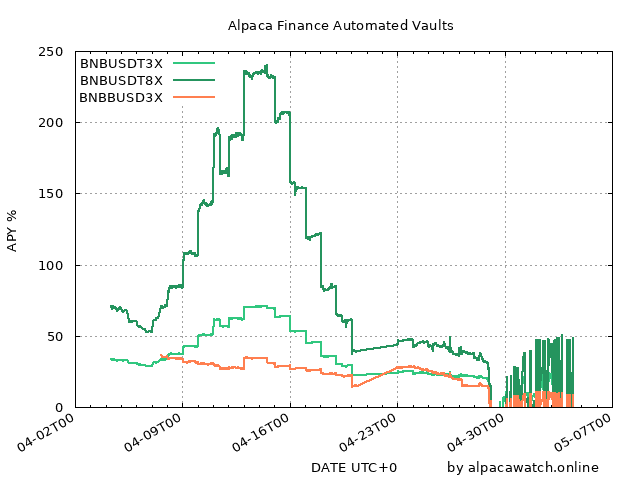 Alpaca Finance Automated Vaults
250
200
150
100
50
0
APY %
BNBUSDT3X
BNBUSDT8X
BNBBUSD3X
04-02T00
04-09T00
04-16T00
04-23T00
04-30T00
05-07T00
DATE UTC+0
by alpacawatch.online